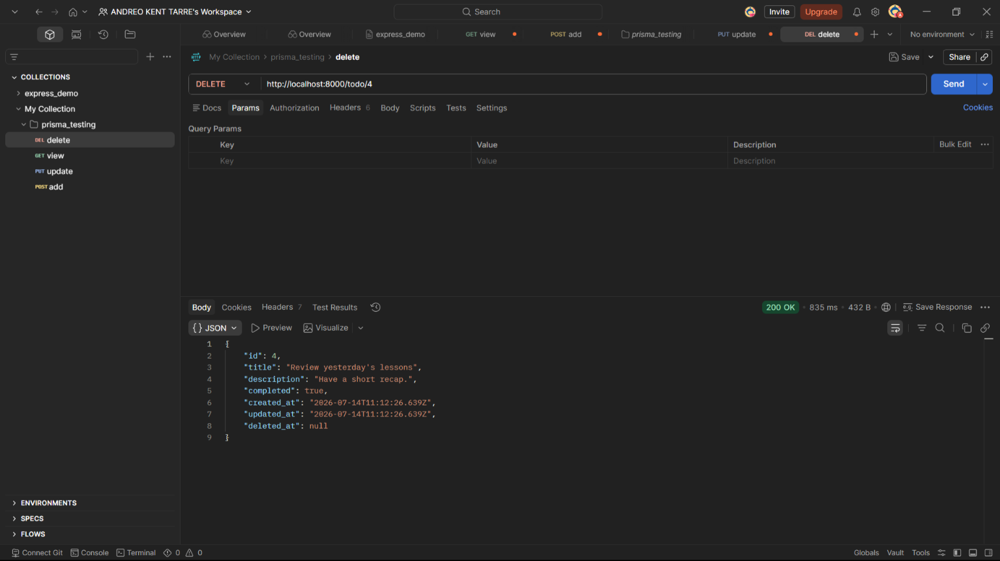 ANDREO KENT TARRE's Workspace
Search
Invite
Upgrade
Overview
Overview
express_demo
GET view
POST add
prisma_testing
PUT update
DEL delete
No environment
HTTP My Collection > prisma_testing > delete
Save
Share
COLLECTIONS
express_demo
My Collection
prisma_testing
DEL delete
GET view
PUT update
POST add
DELETE
http://localhost:8000/todo/4
Send
Docs
Params
Authorization
Headers 6
Body
Scripts
Tests
Settings
Cookies
Query Params
Key
Value
Description
Bulk Edit
Key
Value
Description
Body
Cookies
Headers 7
Test Results
200 OK
835 ms
432 B
e.g. Save Response
{} JSON
Preview
Visualize
1 {
2 "id": 4,
3 "title": "Review yesterday's lessons",
4 "description": "Have a short recap.",
5 "completed": true,
6 "created_at": "2026-07-14T11:12:26.639Z",
7 "updated_at": "2026-07-14T11:12:26.639Z",
8 "deleted_at": null
9 }
ENVIRONMENTS
SPECS
FLOWS
Connect Git
Console
Terminal
0
0
Globals
Vault
Tools